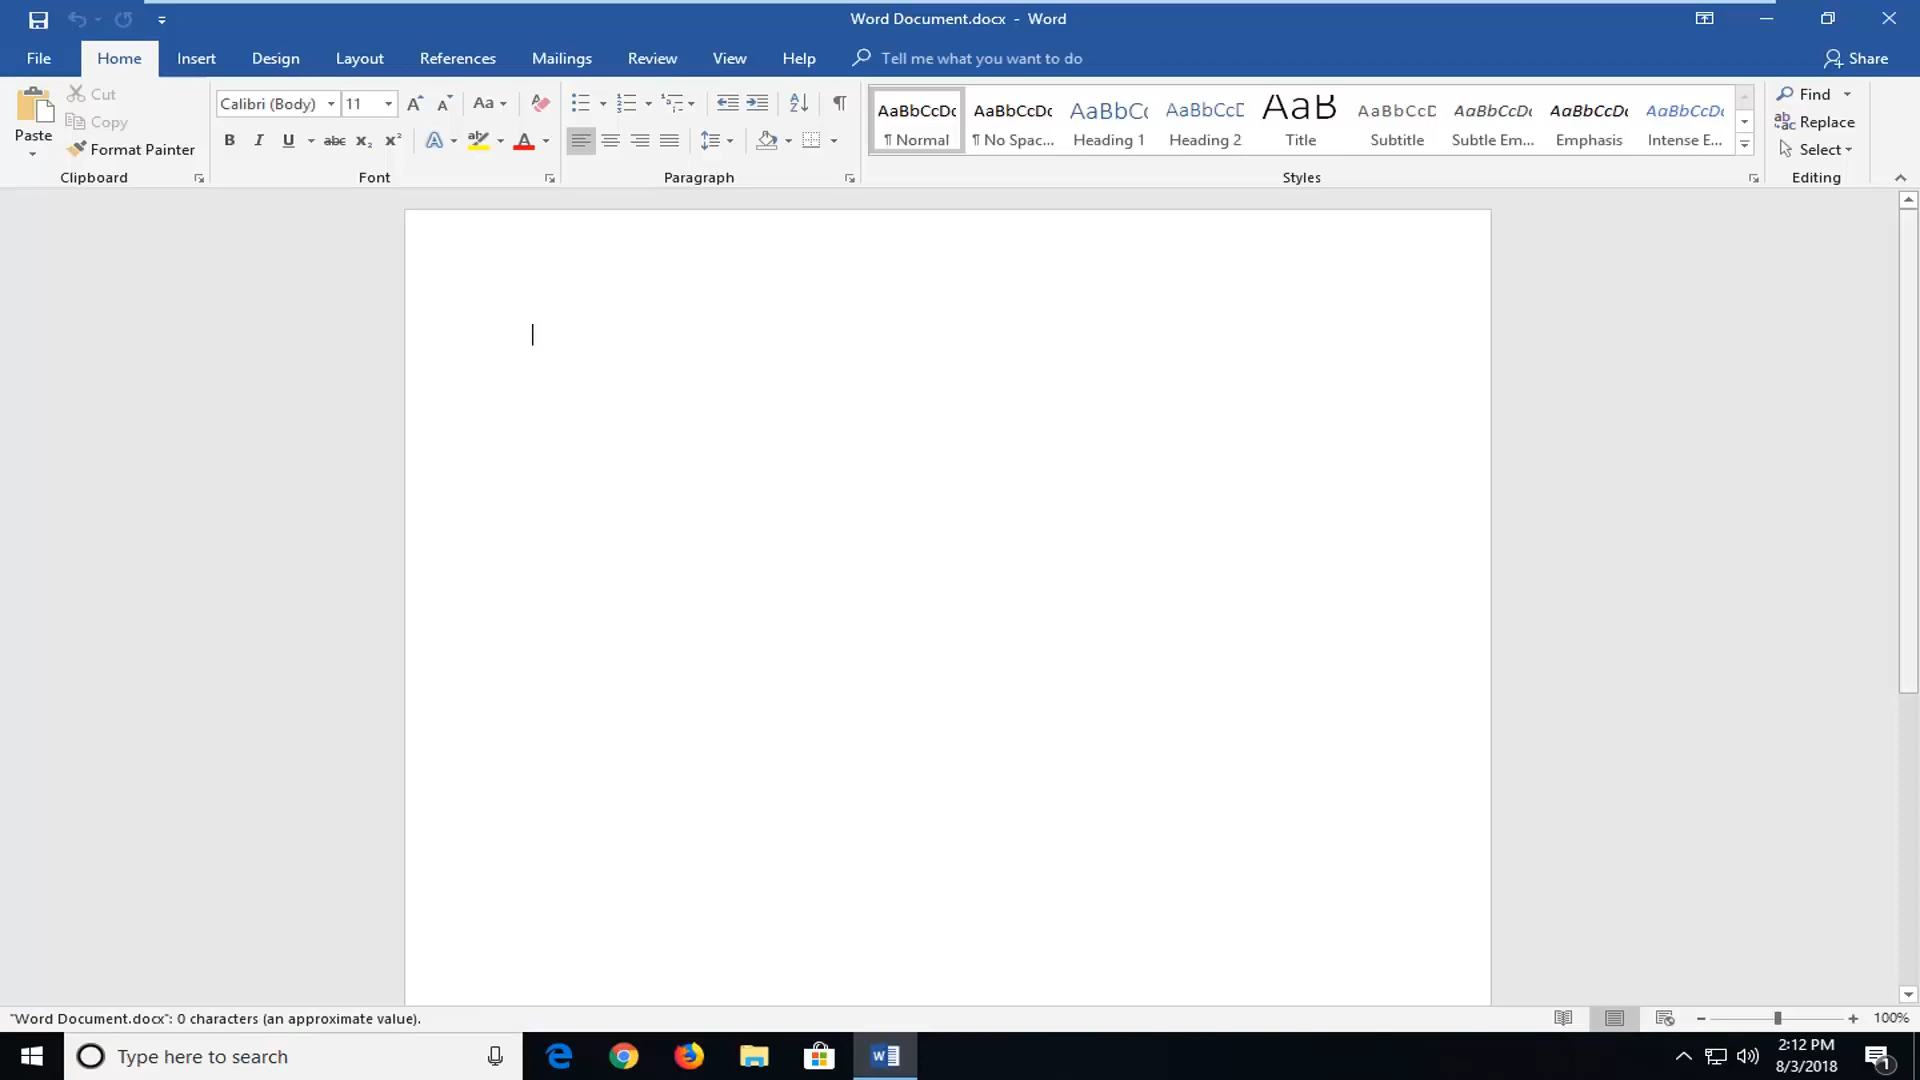 Word Document.docx - Word
File Home Insert Design Layout References Mailings Review View Help Tell me what you want to do Share
Paste
Cut
Copy
Format Painter
Clipboard
Calibri (Body) 11 Aa
B I U abc X₂ X²
Font
Paragraph
AaBbCcDc AaBbCcDc AaBbC( AaBbCcD AaB AaBbCcD AaBbCcDc AaBbCcDc AaBbCcDc
¶ Normal ¶ No Spac... Heading 1 Heading 2 Title Subtitle Subtle Em... Emphasis Intense E...
Styles
Find
Replace
Select
Editing
"Word Document.docx": 0 characters (an approximate value).
100%
Type here to search
2:12 PM
8/3/2018
1